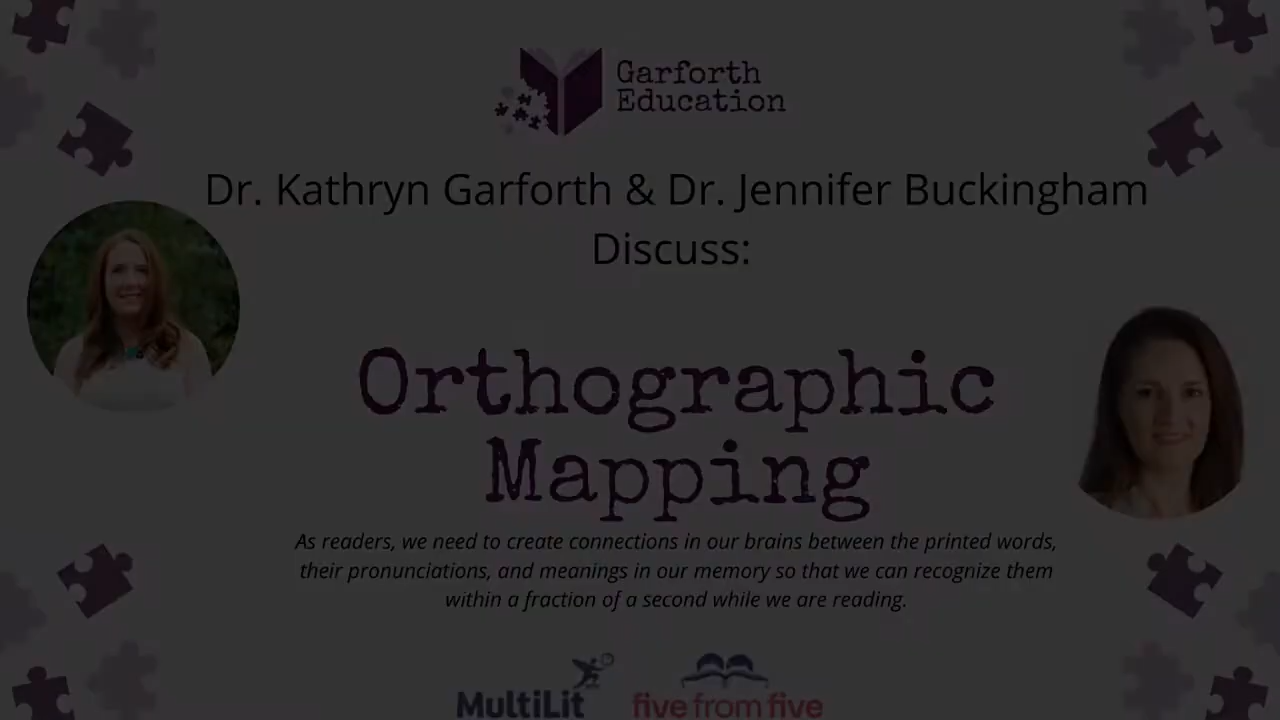 Garforth
Education
Dr. Kathryn Garforth & Dr. Jennifer Buckingham
Discuss:
Orthographic
Mapping
As readers, we need to create connections in our brains between the printed words,
their pronunciations, and meanings in our memory so that we can recognize them
within a fraction of a second while we are reading.
MultiLit
five from five